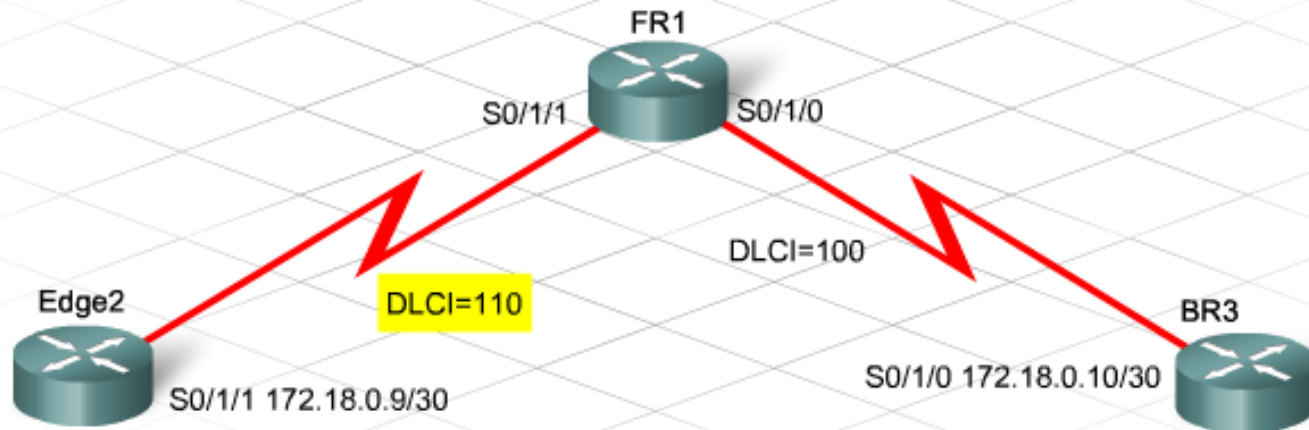 FR1
S0/1/1
S0/1/0
DLCI=100
Edge2
DLCI=110
BR3
S0/1/0 172.18.0.10/30
S0/1/1 172.18.0.9/30